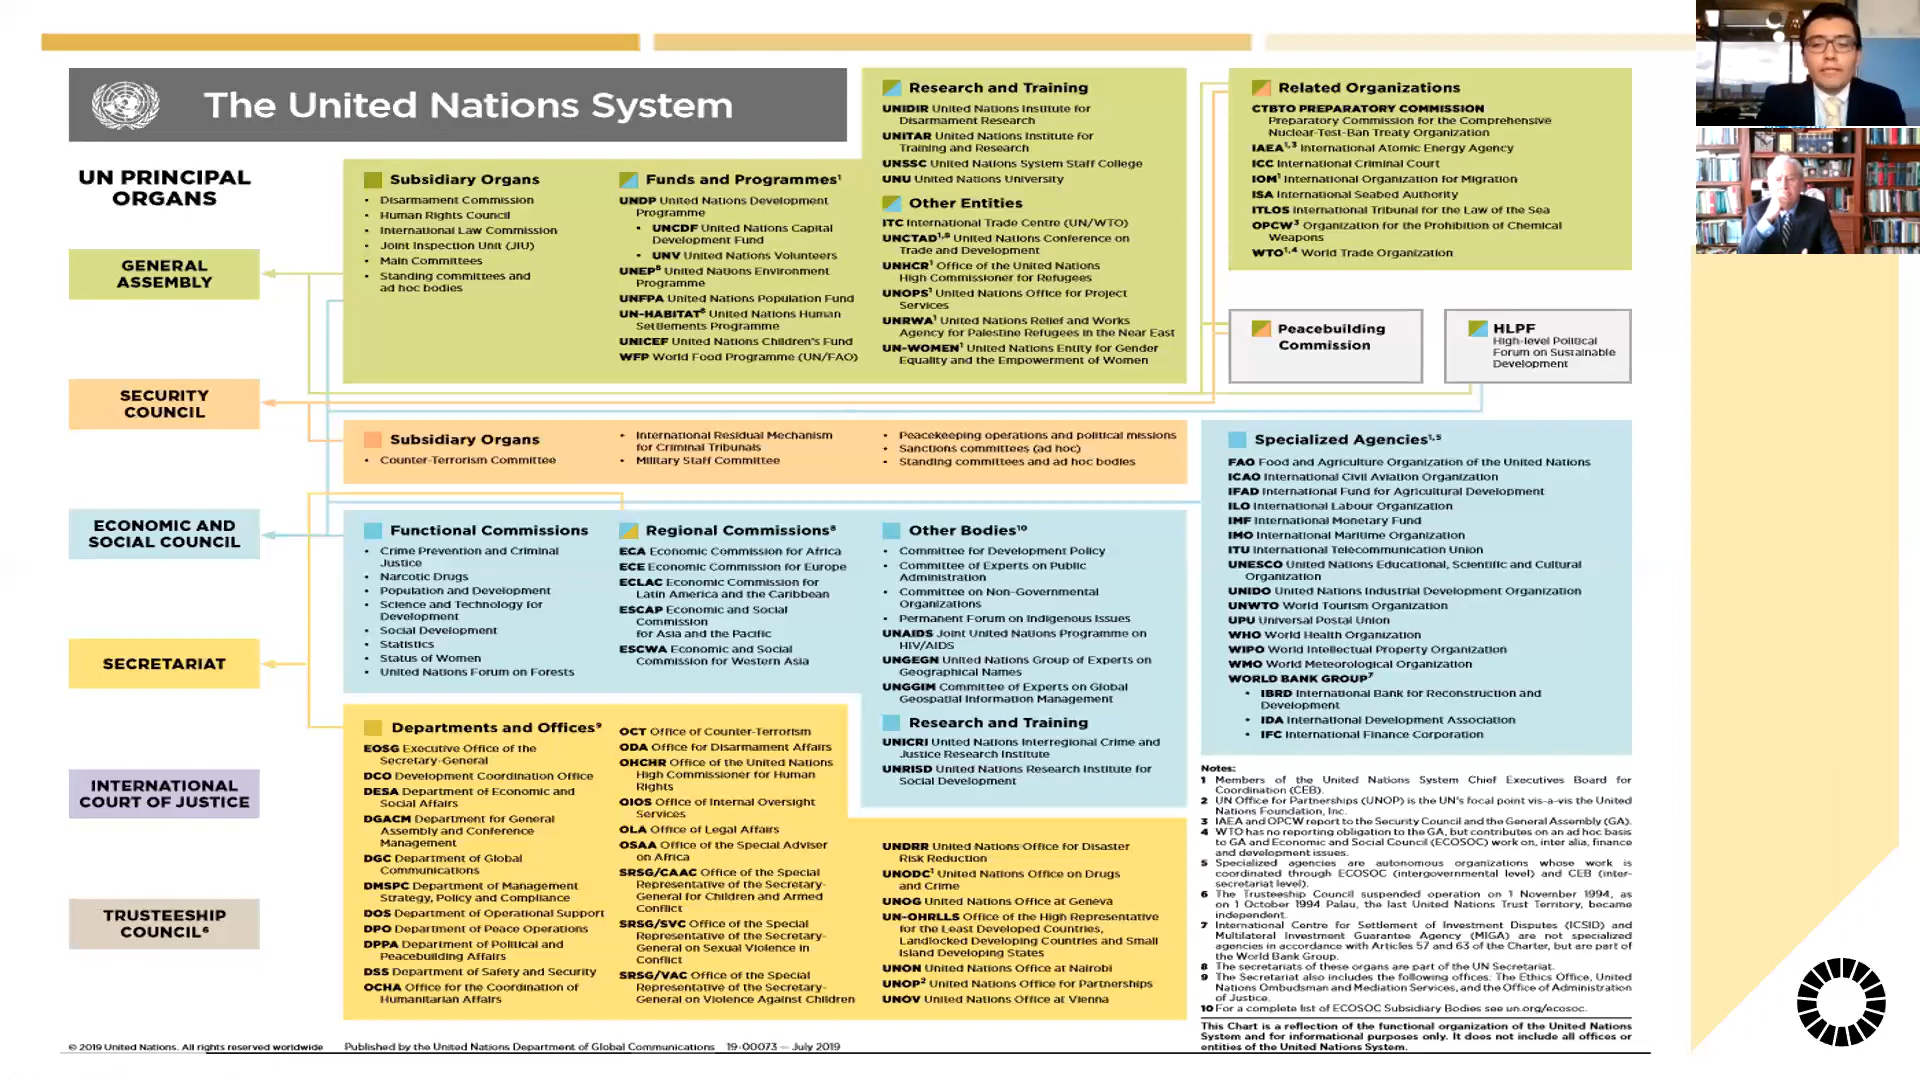 The United Nations System
UN PRINCIPAL
ORGANS
GENERAL
ASSEMBLY
SECURITY
COUNCIL
ECONOMIC AND
SOCIAL COUNCIL
SECRETARIAT
INTERNATIONAL
COURT OF JUSTICE
TRUSTEESHIP
COUNCIL⁶
Subsidiary Organs
• Disarmament Commission
• Human Rights Council
• International Law Commission
• Joint Inspection Unit (JIU)
• Main Committees
• Standing committees and
ad hoc bodies
Funds and Programmes¹
UNDP United Nations Development
Programme
• UNCDF United Nations Capital
Development Fund
• UNV United Nations Volunteers
UNEP⁸ United Nations Environment
Programme
UNFPA United Nations Population Fund
UN-HABITAT⁸ United Nations Human
Settlements Programme
UNICEF United Nations Children's Fund
WFP World Food Programme (UN/FAO)
Research and Training
UNIDIR United Nations Institute for
Disarmament Research
UNITAR United Nations Institute for
Training and Research
UNSSC United Nations System Staff College
UNU United Nations University
Other Entities
ITC International Trade Centre (UN/WTO)
UNCTAD¹,⁸ United Nations Conference on
Trade and Development
UNHCR¹ Office of the United Nations
High Commissioner for Refugees
UNOPS¹ United Nations Office for Project
Services
UNRWA¹ United Nations Relief and Works
Agency for Palestine Refugees in the Near East
UN-WOMEN¹ United Nations Entity for Gender
Equality and the Empowerment of Women
Related Organizations
CTBTO PREPARATORY COMMISSION
Preparatory Commission for the Comprehensive
Nuclear-Test-Ban Treaty Organization
IAEA¹,³ International Atomic Energy Agency
ICC International Criminal Court
IOM¹ International Organization for Migration
ISA International Seabed Authority
ITLOS International Tribunal for the Law of the Sea
OPCW³ Organization for the Prohibition of Chemical
Weapons
WTO¹,⁴ World Trade Organization
Peacebuilding
Commission
HLPF
High-level Political
Forum on Sustainable
Development
Subsidiary Organs
• Counter-Terrorism Committee
• International Residual Mechanism
for Criminal Tribunals
• Military Staff Committee
• Peacekeeping operations and political missions
• Sanctions committees (ad hoc)
• Standing committees and ad hoc bodies
Functional Commissions
• Crime Prevention and Criminal
Justice
• Narcotic Drugs
• Population and Development
• Science and Technology for
Development
• Social Development
• Statistics
• Status of Women
• United Nations Forum on Forests
Regional Commissions⁸
ECA Economic Commission for Africa
ECE Economic Commission for Europe
ECLAC Economic Commission for
Latin America and the Caribbean
ESCAP Economic and Social
Commission
for Asia and the Pacific
ESCWA Economic and Social
Commission for Western Asia
Other Bodies¹⁰
• Committee for Development Policy
• Committee of Experts on Public
Administration
• Committee on Non-Governmental
Organizations
• Permanent Forum on Indigenous Issues
UNAIDS Joint United Nations Programme on
HIV/AIDS
UNGEGN United Nations Group of Experts on
Geographical Names
UNGGIM Committee of Experts on Global
Geospatial Information Management
Research and Training
UNICRI United Nations Interregional Crime and
Justice Research Institute
UNRISD United Nations Research Institute for
Social Development
Specialized Agencies¹,⁵
FAO Food and Agriculture Organization of the United Nations
ICAO International Civil Aviation Organization
IFAD International Fund for Agricultural Development
ILO International Labour Organization
IMF International Monetary Fund
IMO International Maritime Organization
ITU International Telecommunication Union
UNESCO United Nations Educational, Scientific and Cultural
Organization
UNIDO United Nations Industrial Development Organization
UNWTO World Tourism Organization
UPU Universal Postal Union
WHO World Health Organization
WIPO World Intellectual Property Organization
WMO World Meteorological Organization
WORLD BANK GROUP⁷
• IBRD International Bank for Reconstruction and
Development
• IDA International Development Association
• IFC International Finance Corporation
Departments and Offices⁹
EOSG Executive Office of the
Secretary-General
DCO Development Coordination Office
DESA Department of Economic and
Social Affairs
DGACM Department for General
Assembly and Conference
Management
DGC Department of Global
Communications
DMSPC Department of Management
Strategy, Policy and Compliance
DOS Department of Operational Support
DPO Department of Peace Operations
DPPA Department of Political and
Peacebuilding Affairs
DSS Department of Safety and Security
OCHA Office for the Coordination of
Humanitarian Affairs
OCT Office of Counter-Terrorism
ODA Office for Disarmament Affairs
OHCHR Office of the United Nations
High Commissioner for Human
Rights
OIOS Office of Internal Oversight
Services
OLA Office of Legal Affairs
OSAA Office of the Special Adviser
on Africa
SRSG/CAAC Office of the Special
Representative of the Secretary-
General for Children and Armed
Conflict
SRSG/SVC Office of the Special
Representative of the Secretary-
General on Sexual Violence in
Conflict
SRSG/VAC Office of the Special
Representative of the Secretary-
General on Violence Against Children
UNDRR United Nations Office for Disaster
Risk Reduction
UNODC¹ United Nations Office on Drugs
and Crime
UNOG United Nations Office at Geneva
UN-OHRLLS Office of the High Representative
for the Least Developed Countries,
Landlocked Developing Countries and Small
Island Developing States
UNON United Nations Office at Nairobi
UNOP² United Nations Office for Partnerships
UNOV United Nations Office at Vienna
Notes:
1 Members of the United Nations System Chief Executives Board for
Coordination (CEB).
2 UN Office for Partnerships (UNOP) is the UN's focal point vis-a-vis the United
Nations Foundation, Inc.
3 IAEA and OPCW report to the Security Council and the General Assembly (GA).
4 WTO has no reporting obligation to the GA, but contributes on an ad hoc basis
to GA and Economic and Social Council (ECOSOC) work on, inter alia, finance
and development issues.
5 Specialized agencies are autonomous organizations whose work is
coordinated through ECOSOC (intergovernmental level) and CEB (inter-
secretariat level).
6 The Trusteeship Council suspended operation on 1 November 1994, as
on 1 October 1994 Palau, the last United Nations Trust Territory, became
independent.
7 International Centre for Settlement of Investment Disputes (ICSID) and
Multilateral Investment Guarantee Agency (MIGA) are not specialized
agencies in accordance with Articles 57 and 63 of the Charter, but are part of
the World Bank Group.
8 The secretariats of these organs are part of the UN Secretariat.
9 The Secretariat also includes the following offices: The Ethics Office, United
Nations Ombudsman and Mediation Services, and the Office of Administration
of Justice.
10 For a complete list of ECOSOC Subsidiary Bodies see un.org/ecosoc.
This Chart is a reflection of the functional organization of the United Nations
System and for informational purposes only. It does not include all offices or
entities of the United Nations System.
© 2019 United Nations. All rights reserved worldwide
Published by the United Nations Department of Global Communications 19-00073 — July 2019